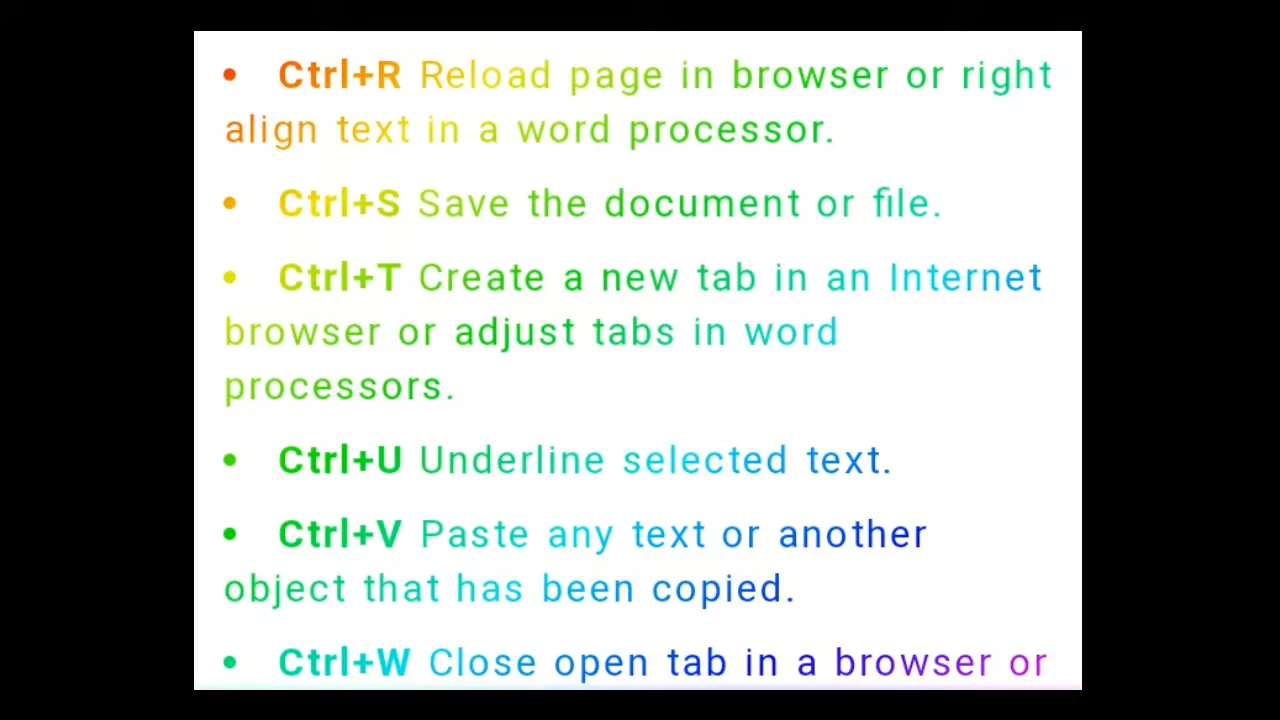 • Ctrl+R Reload page in browser or right
align text in a word processor.
• Ctrl+S Save the document or file.
• Ctrl+T Create a new tab in an Internet
browser or adjust tabs in word
processors.
• Ctrl+U Underline selected text.
• Ctrl+V Paste any text or another
object that has been copied.
• Ctrl+W Close open tab in a browser or